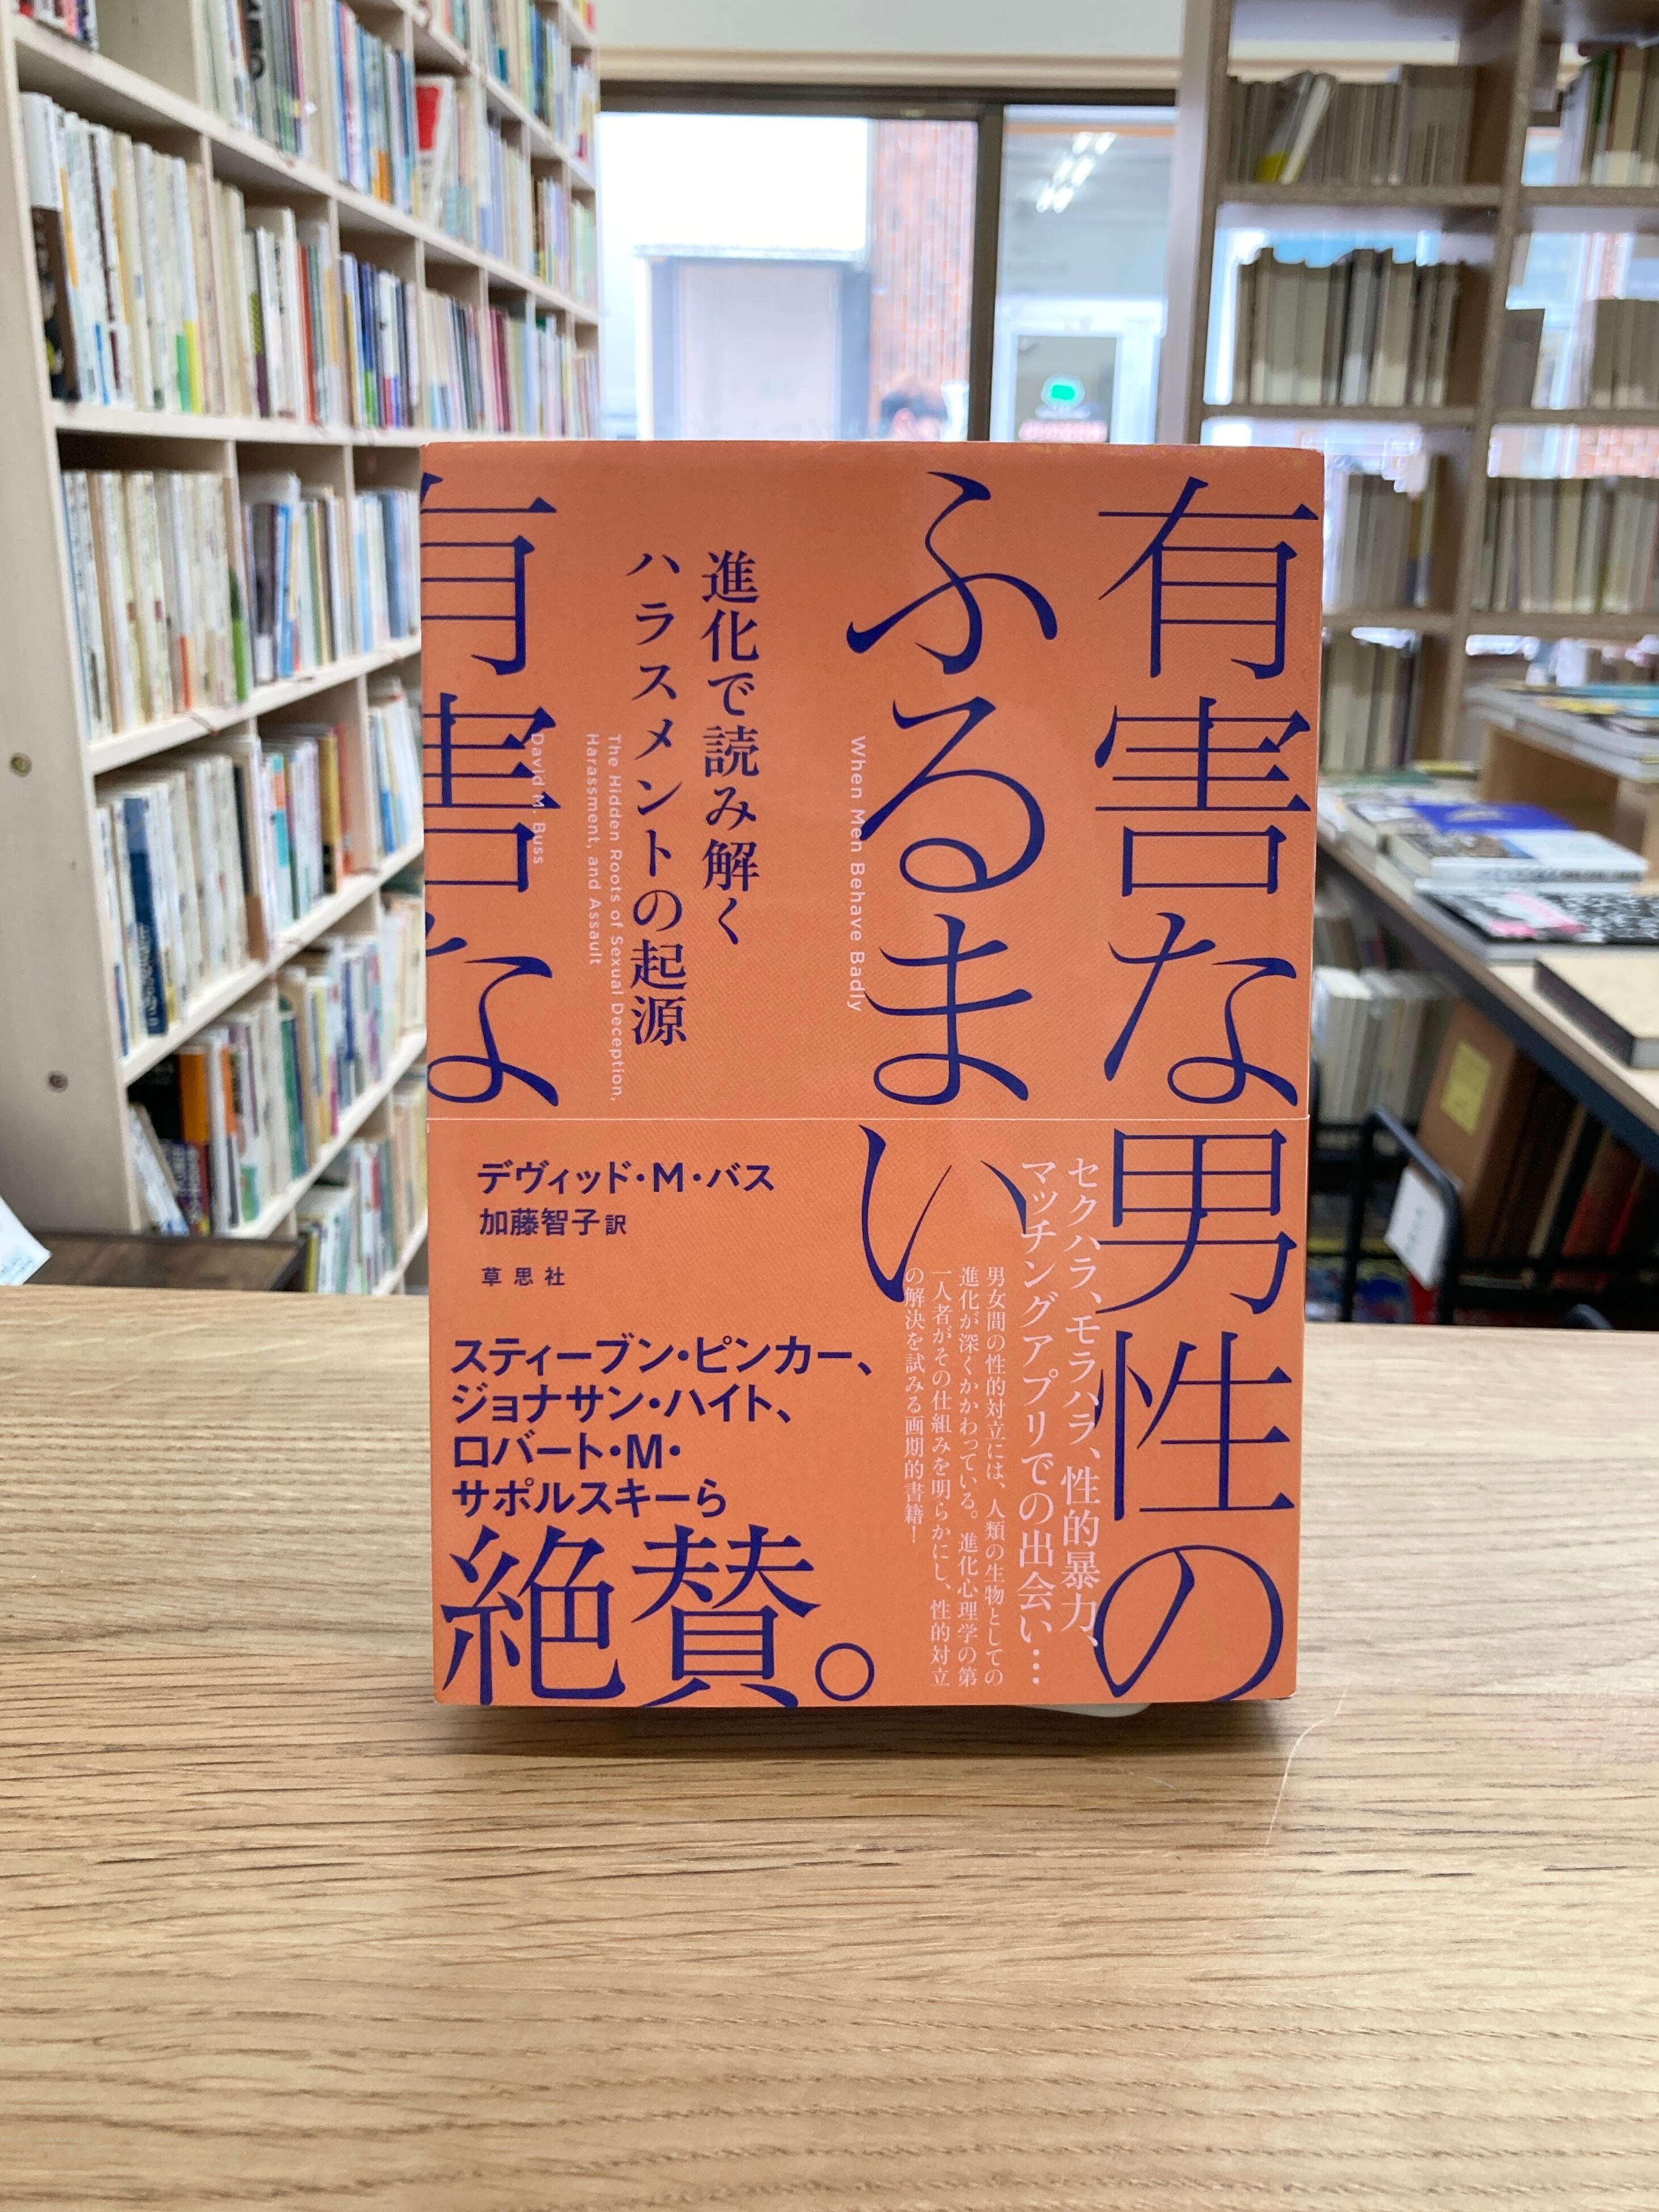 有害な男性の
ふるまい
When Men Behave Badly
進化で読み解く
ハラスメントの起源
The Hidden Roots of Sexual Deception,
Harassment, and Assault
David M. Buss
有害な
デヴィッド・M・バス
加藤智子 訳
草思社
セクハラ、モラハラ、性的暴力、
マッチングアプリでの出会い…
男女間の性的対立には、人類の生物としての
進化が深くかかわっている。進化心理学の第
一人者がその仕組みを明らかにし、性的対立
の解決を試みる画期的書籍！
スティーブン・ピンカー、
ジョナサン・ハイト、
ロバート・M・
サポルスキーら
絶賛。